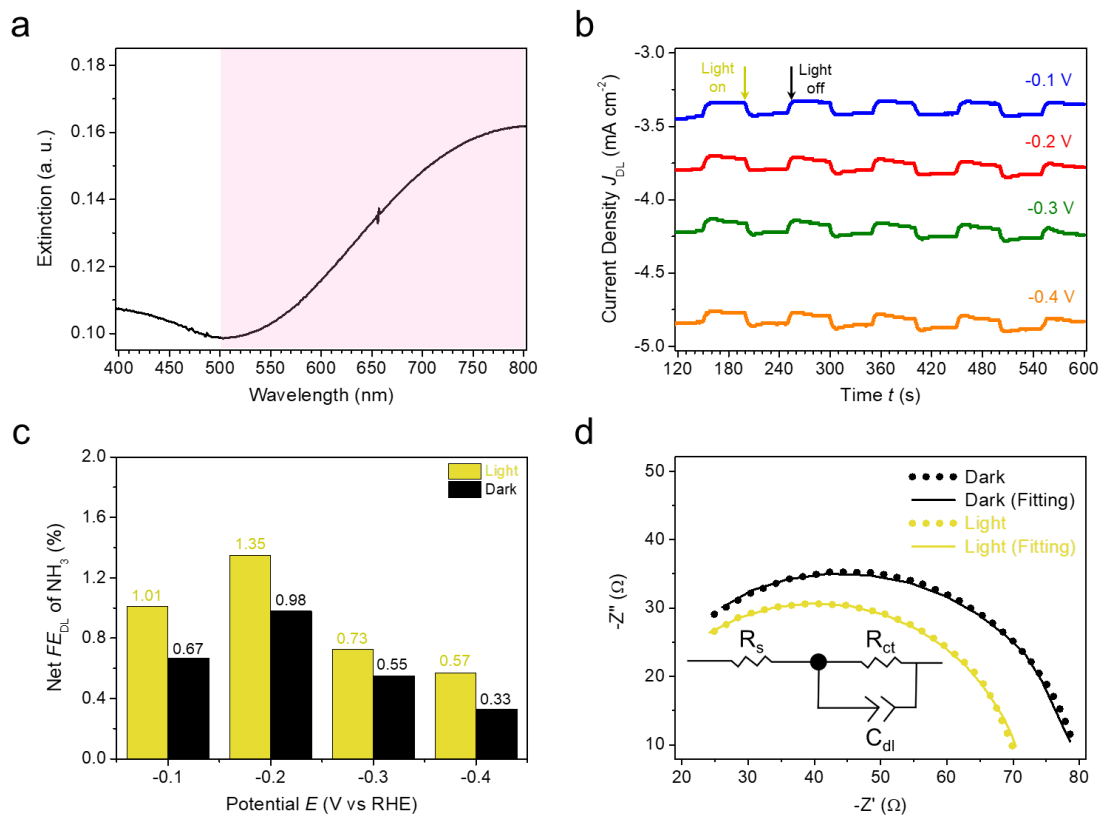 a
0.18
0.16
0.14
0.12
0.10
Extinction (a. u.)
400 450 500 550 600 650 700 750 800
Wavelength (nm)
b
-3.0
-3.5
-4.0
-4.5
-5.0
Current Density J_DL (mA cm⁻²)
Light on
Light off
-0.1 V
-0.2 V
-0.3 V
-0.4 V
120 180 240 300 360 420 480 540 600
Time t (s)
c
2.0
1.6
1.2
0.8
0.4
0.0
Net FE_DL of NH₃ (%)
Light
Dark
1.01
0.67
1.35
0.98
0.73
0.55
0.57
0.33
-0.1 -0.2 -0.3 -0.4
Potential E (V vs RHE)
d
50
40
30
20
10
-Z'' (Ω)
Dark
Dark (Fitting)
Light
Light (Fitting)
R_s
R_ct
C_dl
20 30 40 50 60 70 80
-Z' (Ω)